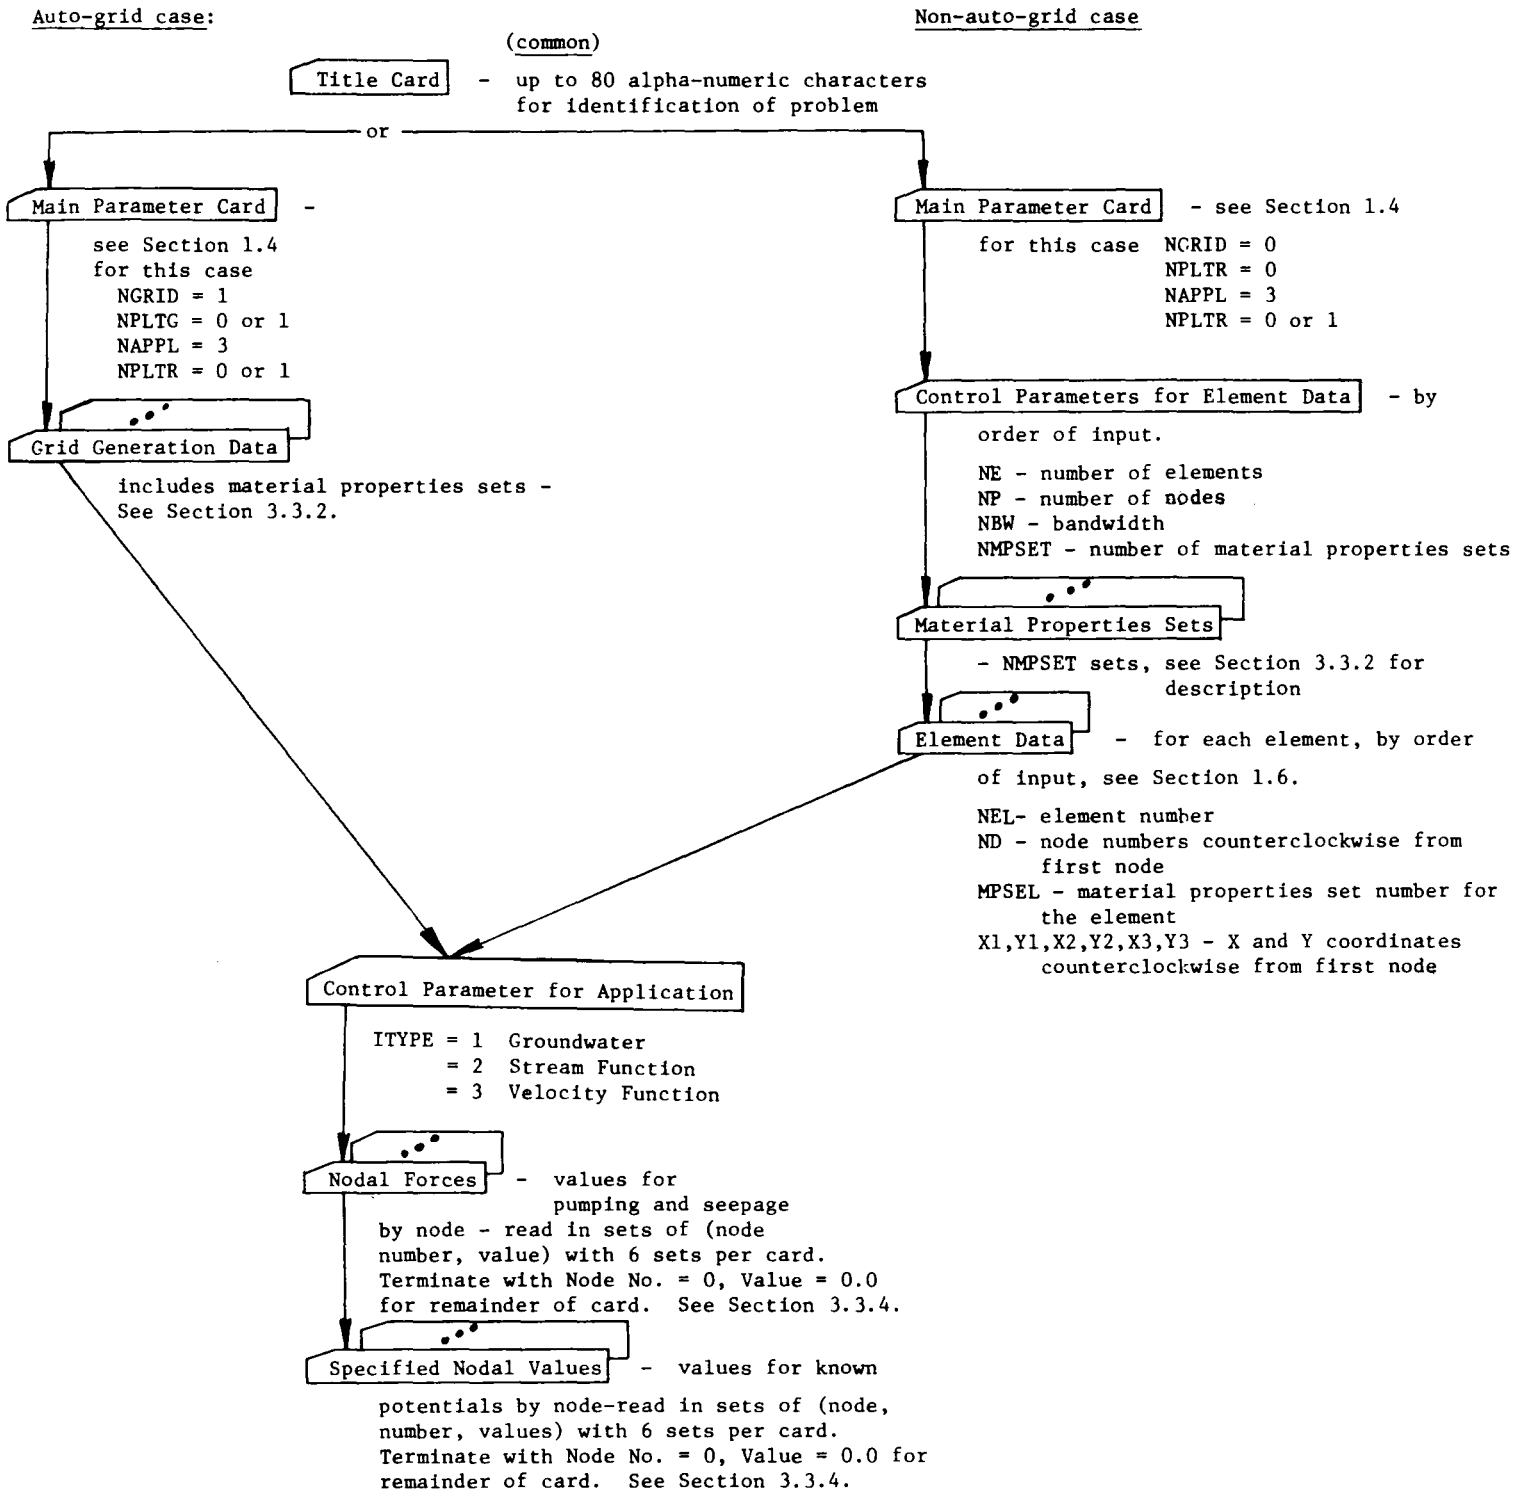 Auto-grid case:
Non-auto-grid case
(common)
Title Card - up to 80 alpha-numeric characters
for identification of problem
or
Main Parameter Card -
see Section 1.4
for this case
NGRID = 1
NPLTG = 0 or 1
NAPPL = 3
NPLTR = 0 or 1
Grid Generation Data
includes material properties sets -
See Section 3.3.2.
Main Parameter Card - see Section 1.4
for this case NGRID = 0
NPLTR = 0
NAPPL = 3
NPLTR = 0 or 1
Control Parameters for Element Data - by
order of input.
NE - number of elements
NP - number of nodes
NBW - bandwidth
NMPSET - number of material properties sets
Material Properties Sets
- NMPSET sets, see Section 3.3.2 for
description
Element Data - for each element, by order
of input, see Section 1.6.
NEL- element number
ND - node numbers counterclockwise from
first node
MPSEL - material properties set number for
the element
X1,Y1,X2,Y2,X3,Y3 - X and Y coordinates
counterclockwise from first node
Control Parameter for Application
ITYPE = 1 Groundwater
= 2 Stream Function
= 3 Velocity Function
Nodal Forces - values for
pumping and seepage
by node - read in sets of (node
number, value) with 6 sets per card.
Terminate with Node No. = 0, Value = 0.0
for remainder of card. See Section 3.3.4.
Specified Nodal Values - values for known
potentials by node-read in sets of (node,
number, values) with 6 sets per card.
Terminate with Node No. = 0, Value = 0.0 for
remainder of card. See Section 3.3.4.